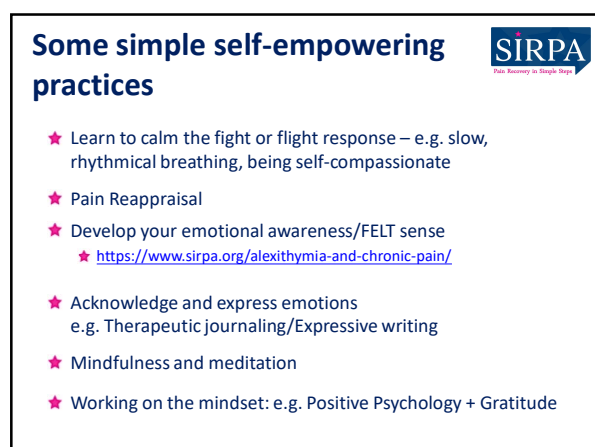 Some simple self-empowering
practices
SIRPA
Pain Recovery in Simple Steps
Learn to calm the fight or flight response – e.g. slow,
rhythmical breathing, being self-compassionate
Pain Reappraisal
Develop your emotional awareness/FELT sense
https://www.sirpa.org/alexithymia-and-chronic-pain/
Acknowledge and express emotions
e.g. Therapeutic journaling/Expressive writing
Mindfulness and meditation
Working on the mindset: e.g. Positive Psychology + Gratitude